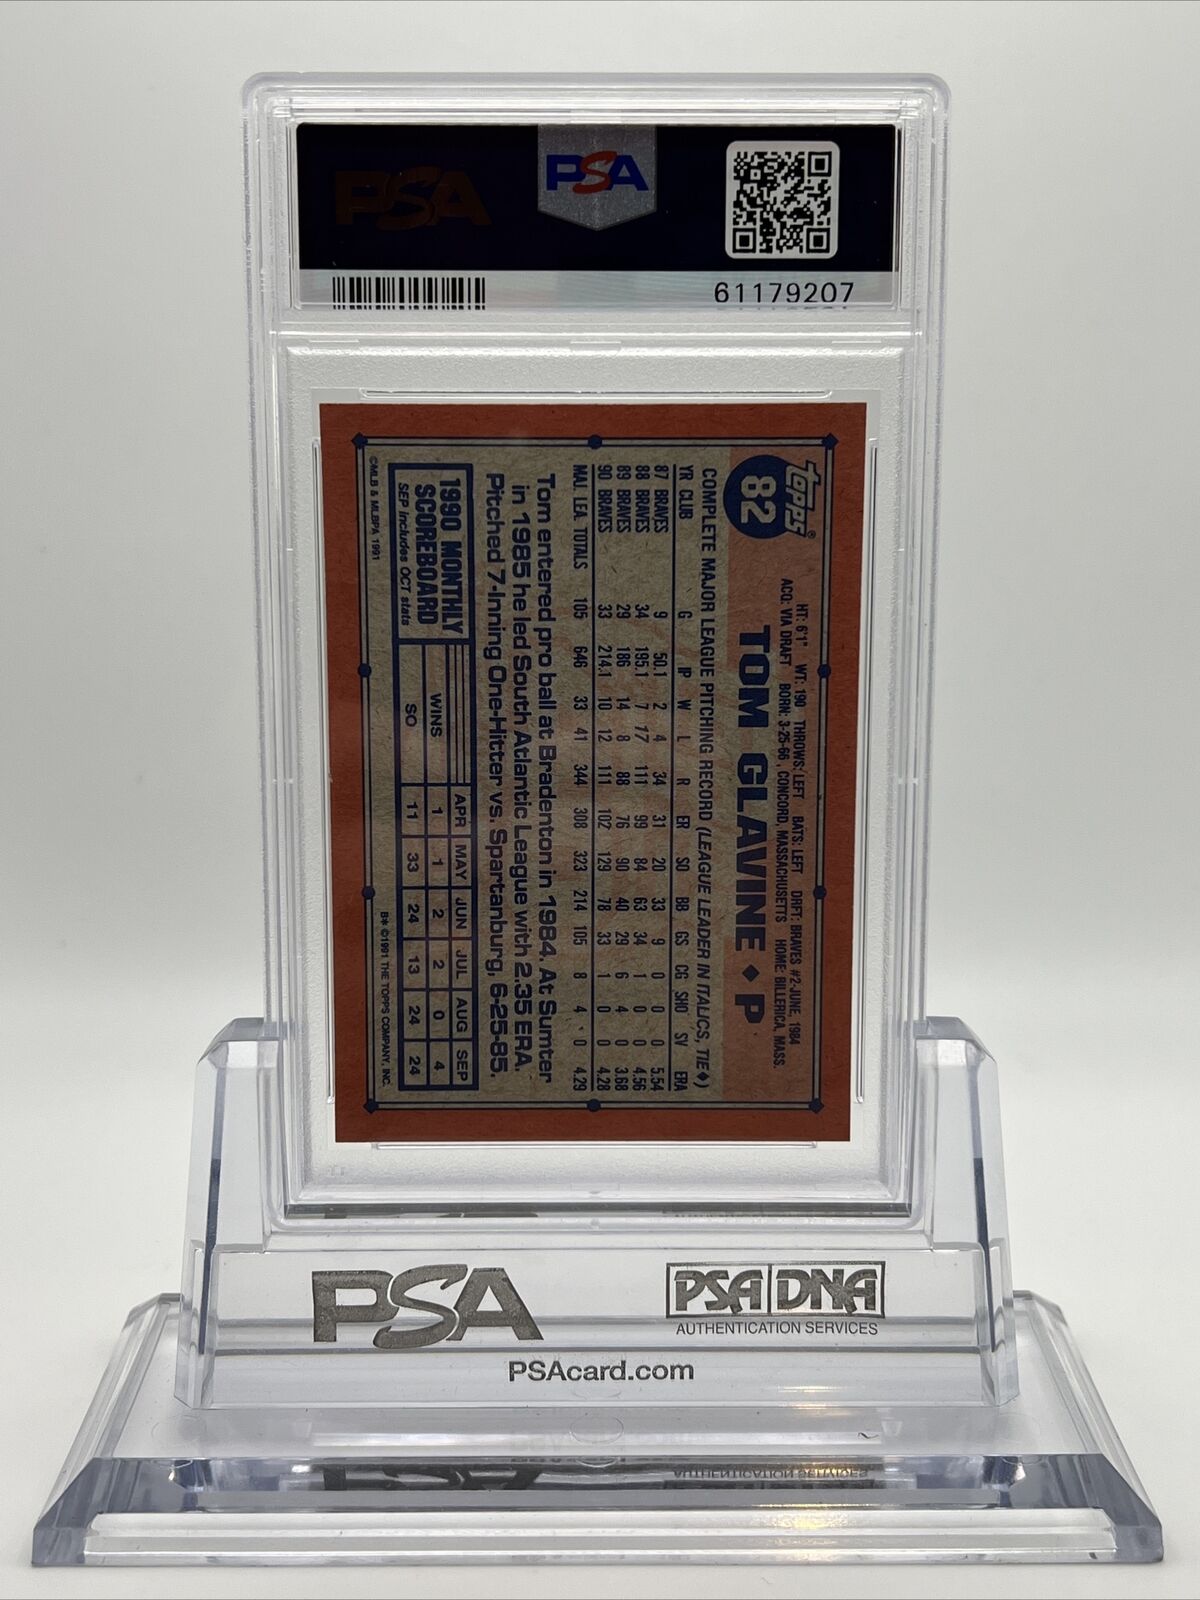 PSA
PSA
61179207
topps®
82
HT: 6'1" WT: 190 THROWS: LEFT BATS: LEFT DRFT: BRAVES #2-JUNE, 1984
ACQ: VIA DRAFT BORN: 3-25-66, CONCORD, MASSACHUSETTS HOME: BILLERICA, MASS.
TOM GLAVINE ◆ P
COMPLETE MAJOR LEAGUE PITCHING RECORD (LEAGUE LEADER IN ITALICS, TIE◆)
YR CLUB G IP W L R ER SO BB GS CG SHO SV ERA
87 BRAVES 9 50.1 2 4 34 31 20 33 9 0 0 0 5.54
88 BRAVES 34 195.1 7 17 111 99 84 63 34 1 0 0 4.56
89 BRAVES 29 186 14 8 88 76 90 40 29 6 4 0 3.68
90 BRAVES 33 214.1 10 12 111 102 129 78 33 1 0 0 4.28
MAJ. LEA. TOTALS 105 646 33 41 344 308 323 214 105 8 4 0 4.29
Tom entered pro ball at Bradenton in 1984. At Sumter
in 1985 he led South Atlantic League with 2.35 ERA.
Pitched 7-Inning One-Hitter vs. Spartanburg, 6-25-85.
1990 MONTHLY
SCOREBOARD
SEP includes OCT stats
APR MAY JUN JUL AUG SEP
WINS 1 1 2 2 0 4
SO 11 33 24 13 24 24
©MLB & MLBPA 1991
B* ©1991 THE TOPPS COMPANY, INC.
PSA
PSA DNA
AUTHENTICATION SERVICES
PSAcard.com